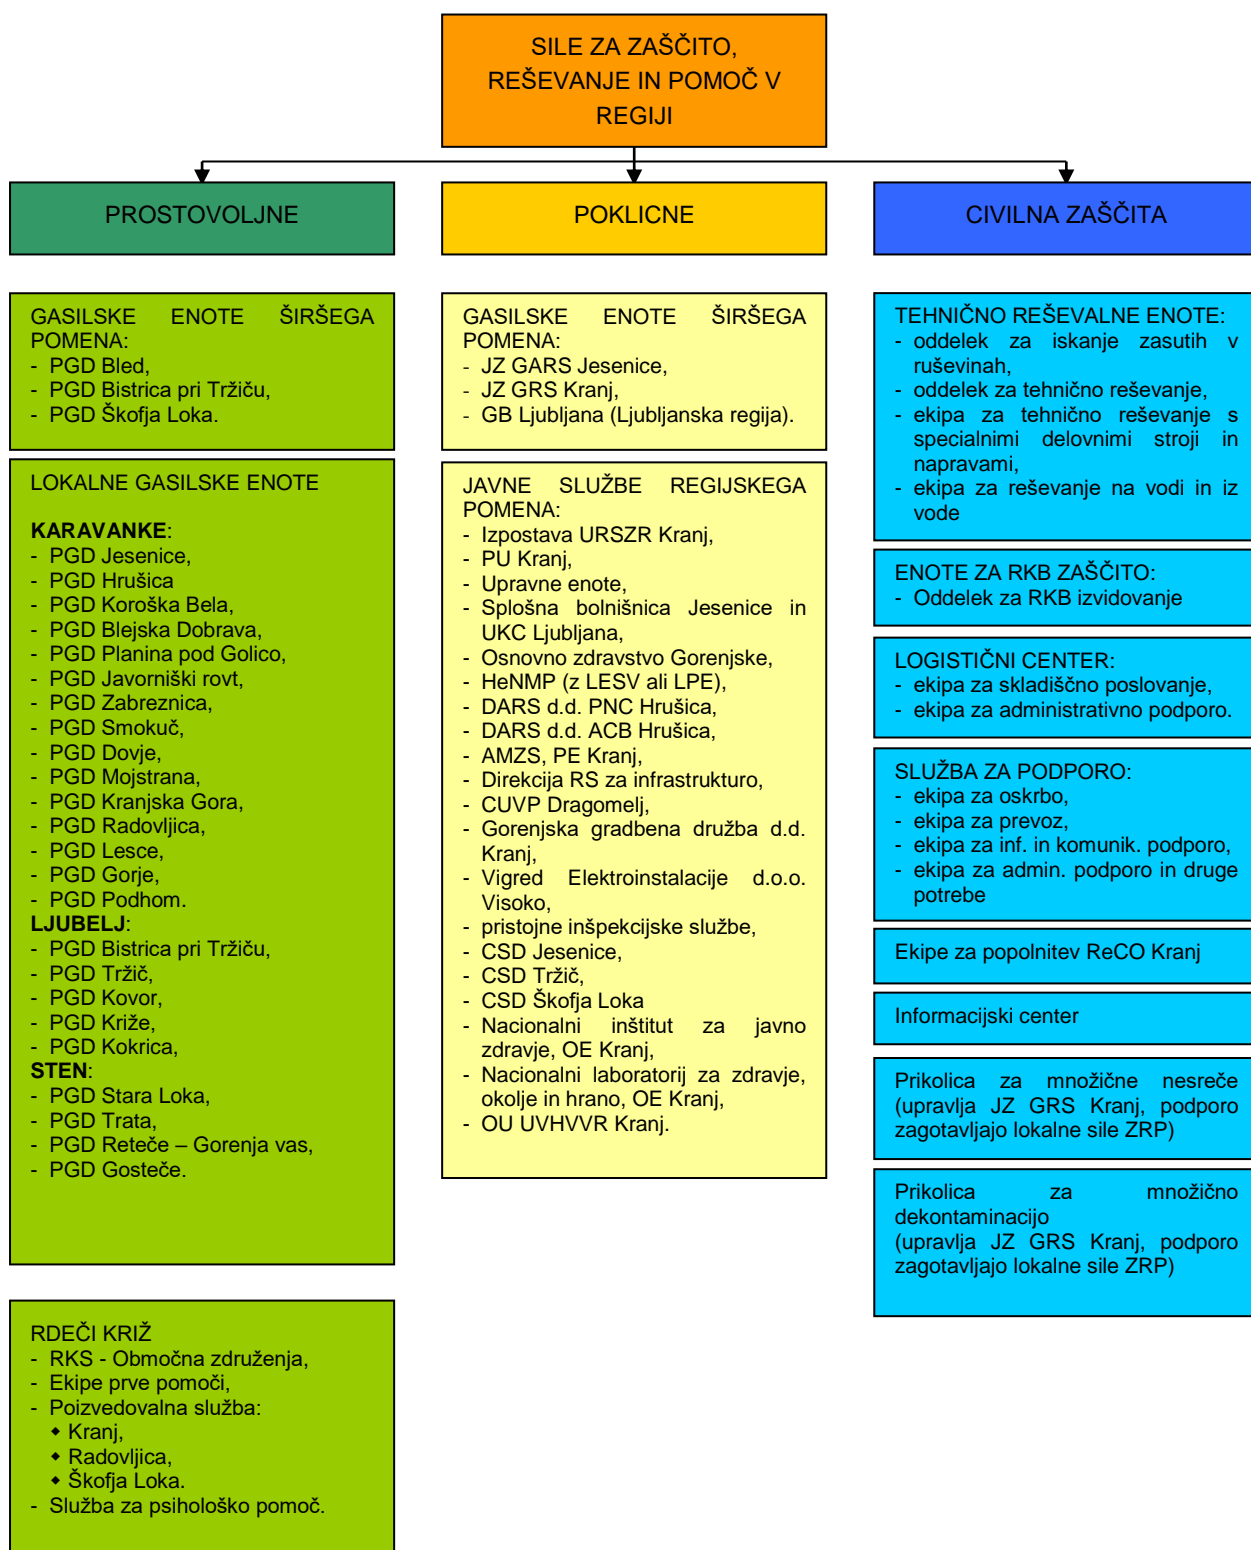 SILE ZA ZAŠČITO,
REŠEVANJE IN POMOČ V
REGIJI
PROSTOVOLJNE
GASILSKE ENOTE ŠIRŠEGA
POMENA:
- PGD Bled,
- PGD Bistrica pri Tržiču,
- PGD Škofja Loka.
LOKALNE GASILSKE ENOTE
KARAVANKE:
- PGD Jesenice,
- PGD Hrušica
- PGD Koroška Bela,
- PGD Blejska Dobrava,
- PGD Planina pod Golico,
- PGD Javorniški rovt,
- PGD Zabreznica,
- PGD Smokuč,
- PGD Dovje,
- PGD Mojstrana,
- PGD Kranjska Gora,
- PGD Radovljica,
- PGD Lesce,
- PGD Gorje,
- PGD Podhom.
LJUBELJ:
- PGD Bistrica pri Tržiču,
- PGD Tržič,
- PGD Kovor,
- PGD Križe,
- PGD Kokrica,
STEN:
- PGD Stara Loka,
- PGD Trata,
- PGD Reteče – Gorenja vas,
- PGD Gosteče.
RDEČI KRIŽ
- RKS - Območna združenja,
- Ekipe prve pomoči,
- Poizvedovalna služba:
◆ Kranj,
◆ Radovljica,
◆ Škofja Loka.
- Služba za psihološko pomoč.
POKLICNE
GASILSKE ENOTE ŠIRŠEGA
POMENA:
- JZ GARS Jesenice,
- JZ GRS Kranj,
- GB Ljubljana (Ljubljanska regija).
JAVNE SLUŽBE REGIJSKEGA
POMENA:
- Izpostava URSZR Kranj,
- PU Kranj,
- Upravne enote,
- Splošna bolnišnica Jesenice in
UKC Ljubljana,
- Osnovno zdravstvo Gorenjske,
- HeNMP (z LESV ali LPE),
- DARS d.d. PNC Hrušica,
- DARS d.d. ACB Hrušica,
- AMZS, PE Kranj,
- Direkcija RS za infrastrukturo,
- CUVP Dragomelj,
- Gorenjska gradbena družba d.d.
Kranj,
- Vigred Elektroinstalacije d.o.o.
Visoko,
- pristojne inšpekcijske službe,
- CSD Jesenice,
- CSD Tržič,
- CSD Škofja Loka
- Nacionalni inštitut za javno
zdravje, OE Kranj,
- Nacionalni laboratorij za zdravje,
okolje in hrano, OE Kranj,
- OU UVHVVR Kranj.
CIVILNA ZAŠČITA
TEHNIČNO REŠEVALNE ENOTE:
- oddelek za iskanje zasutih v
ruševinah,
- oddelek za tehnično reševanje,
- ekipa za tehnično reševanje s
specialnimi delovnimi stroji in
napravami,
- ekipa za reševanje na vodi in iz
vode
ENOTE ZA RKB ZAŠČITO:
- Oddelek za RKB izvidovanje
LOGISTIČNI CENTER:
- ekipa za skladiščno poslovanje,
- ekipa za administrativno podporo.
SLUŽBA ZA PODPORO:
- ekipa za oskrbo,
- ekipa za prevoz,
- ekipa za inf. in komunik. podporo,
- ekipa za admin. podporo in druge
potrebe
Ekipe za popolnitev ReCO Kranj
Informacijski center
Prikolica za množične nesreče
(upravlja JZ GRS Kranj, podporo
zagotavljajo lokalne sile ZRP)
Prikolica za množično
dekontaminacijo
(upravlja JZ GRS Kranj, podporo
zagotavljajo lokalne sile ZRP)